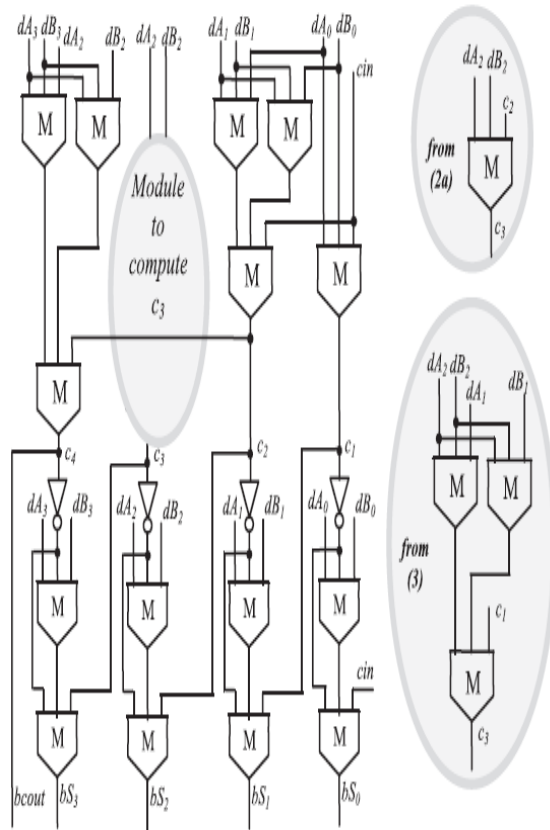 dA₃ dB₃ dA₂ dB₂ dA₂ dB₂ dA₁ dB₁ dA₀ dB₀
cin
M M M M
Module
to
compute
c₃
M M
M
c₄ c₃ c₂ c₁
dA₃ dB₃ dA₂ dB₂ dA₁ dB₁ dA₀ dB₀
M M M M
cin
M M M M
bcout bS₃ bS₂ bS₁ bS₀
dA₂ dB₂
c₂
from
(2a)
M
c₃
dA₂ dB₂ dA₁ dB₁
M M
from
(3)
c₁
M
c₃